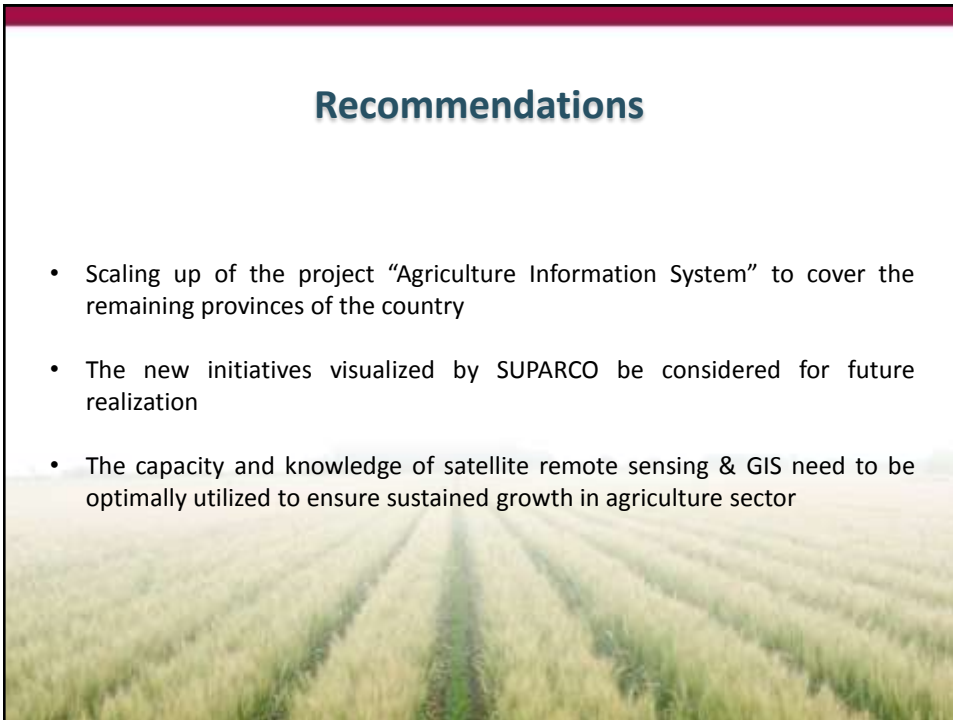 Recommendations
• Scaling up of the project “Agriculture Information System” to cover the
remaining provinces of the country
• The new initiatives visualized by SUPARCO be considered for future
realization
• The capacity and knowledge of satellite remote sensing & GIS need to be
optimally utilized to ensure sustained growth in agriculture sector